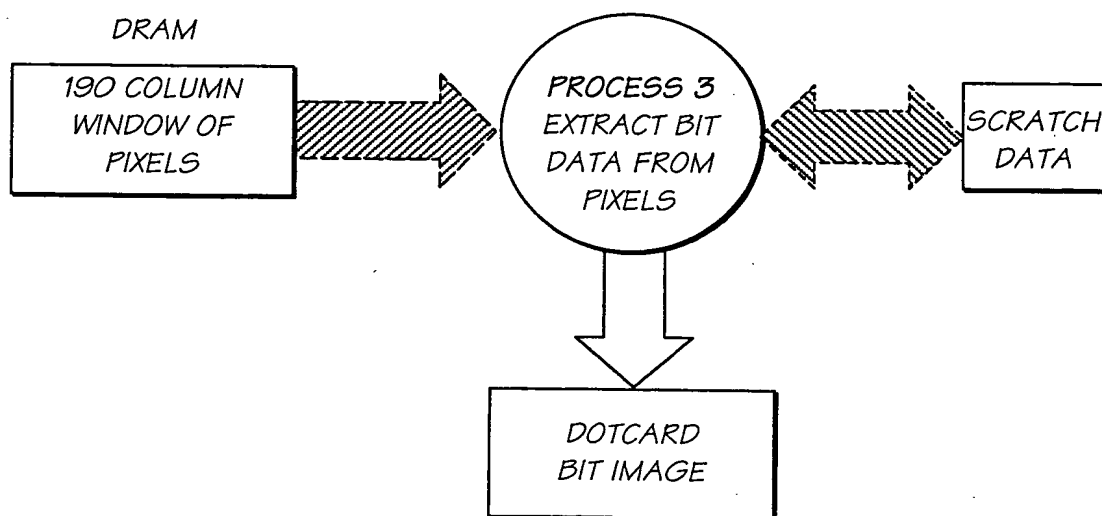 DRAM
190 COLUMN
WINDOW OF
PIXELS
PROCESS 3
EXTRACT BIT
DATA FROM
PIXELS
SCRATCH
DATA
DOTCARD
BIT IMAGE